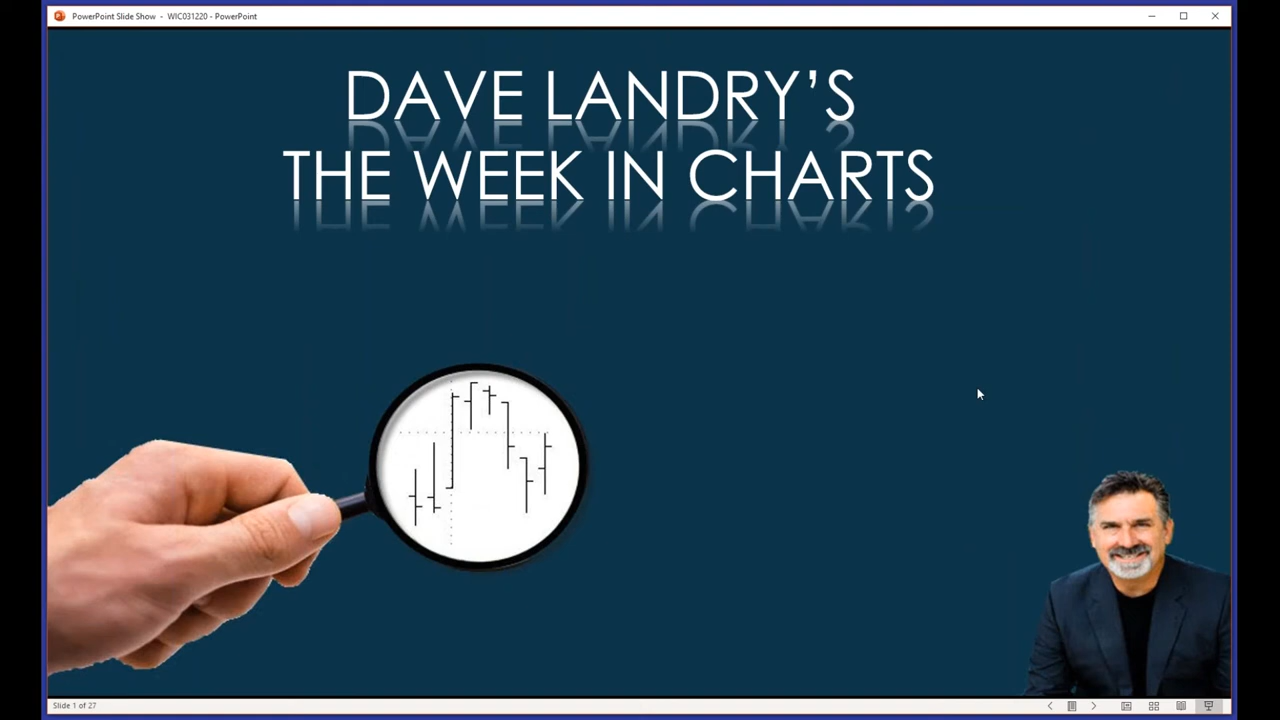 PowerPoint Slide Show - WIC031220 - PowerPoint
DAVE LANDRY’S
THE WEEK IN CHARTS
Slide 1 of 27